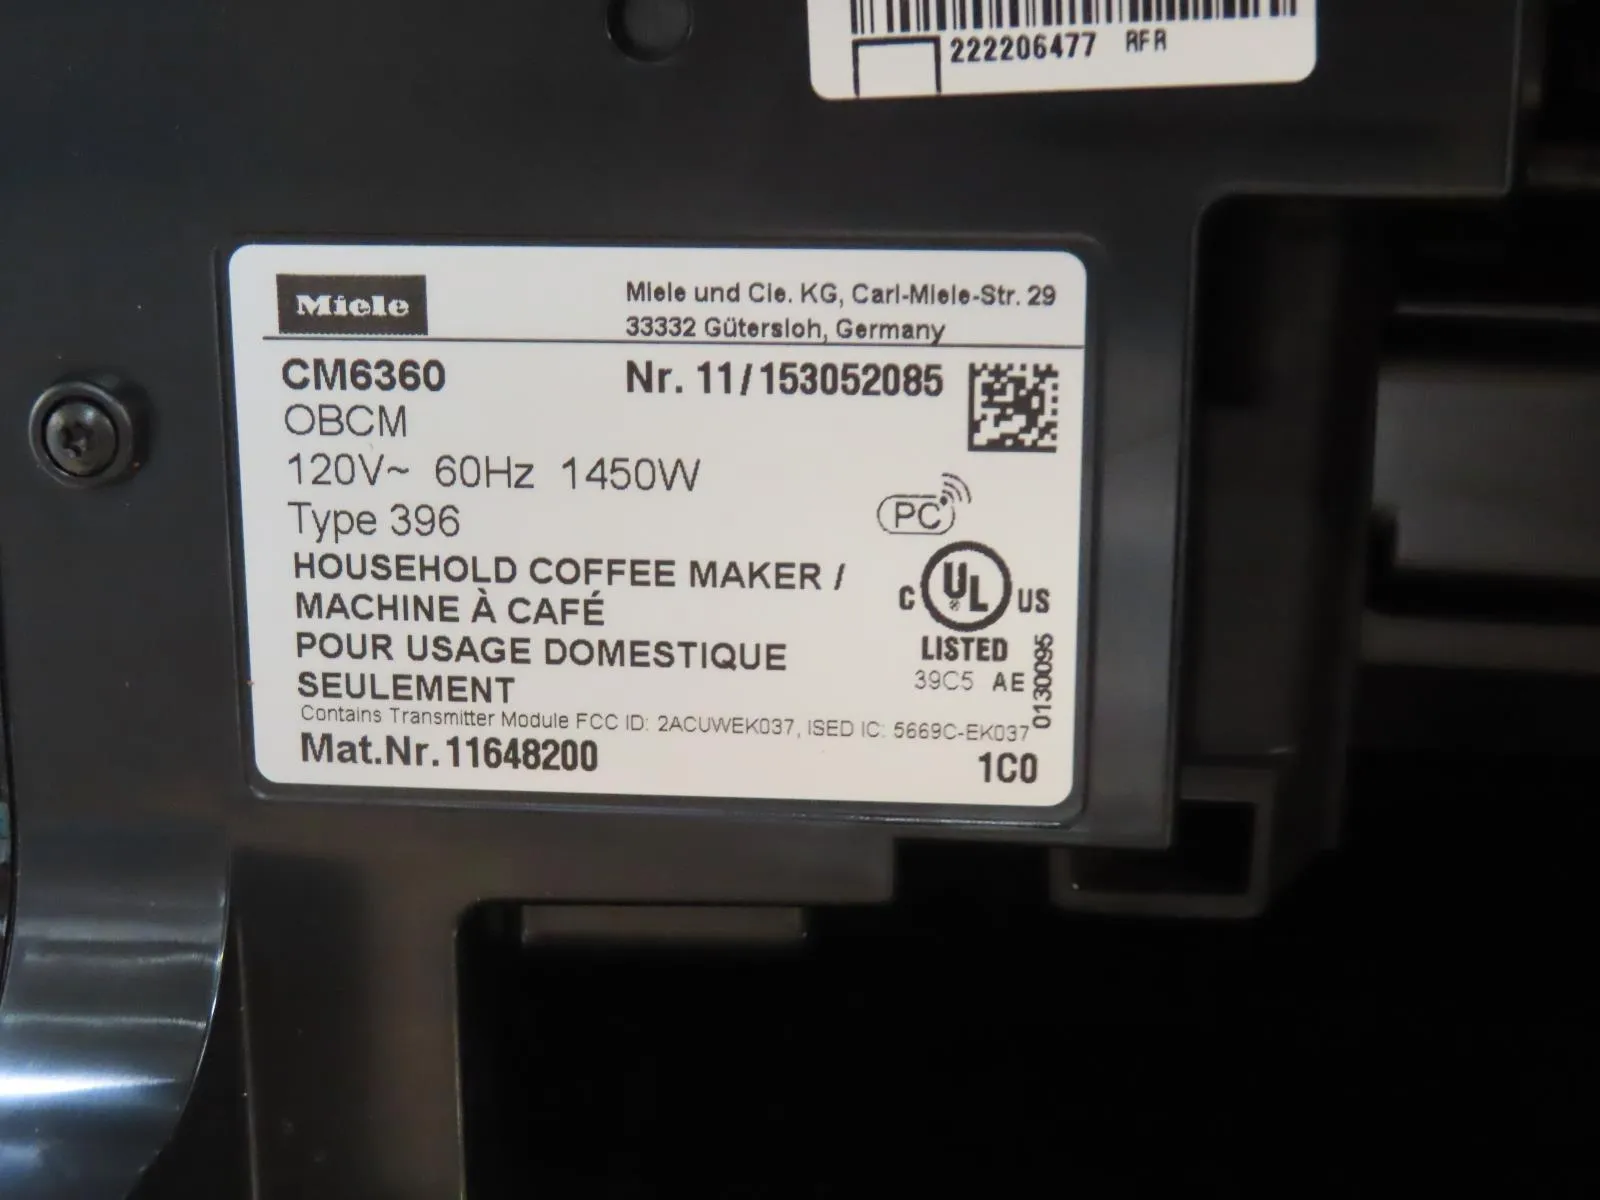 222206477 RFR
Miele
Miele und Cie. KG, Carl-Miele-Str. 29
33332 Gütersloh, Germany
CM6360
Nr. 11/153052085
OBCM
120V~ 60Hz 1450W
Type 396
PC
HOUSEHOLD COFFEE MAKER /
MACHINE À CAFÉ
POUR USAGE DOMESTIQUE
SEULEMENT
C UL US
LISTED
39C5 AE
0130095
Contains Transmitter Module FCC ID: 2ACUWEK037, ISED IC: 5669C-EK037
Mat.Nr.11648200
1C0